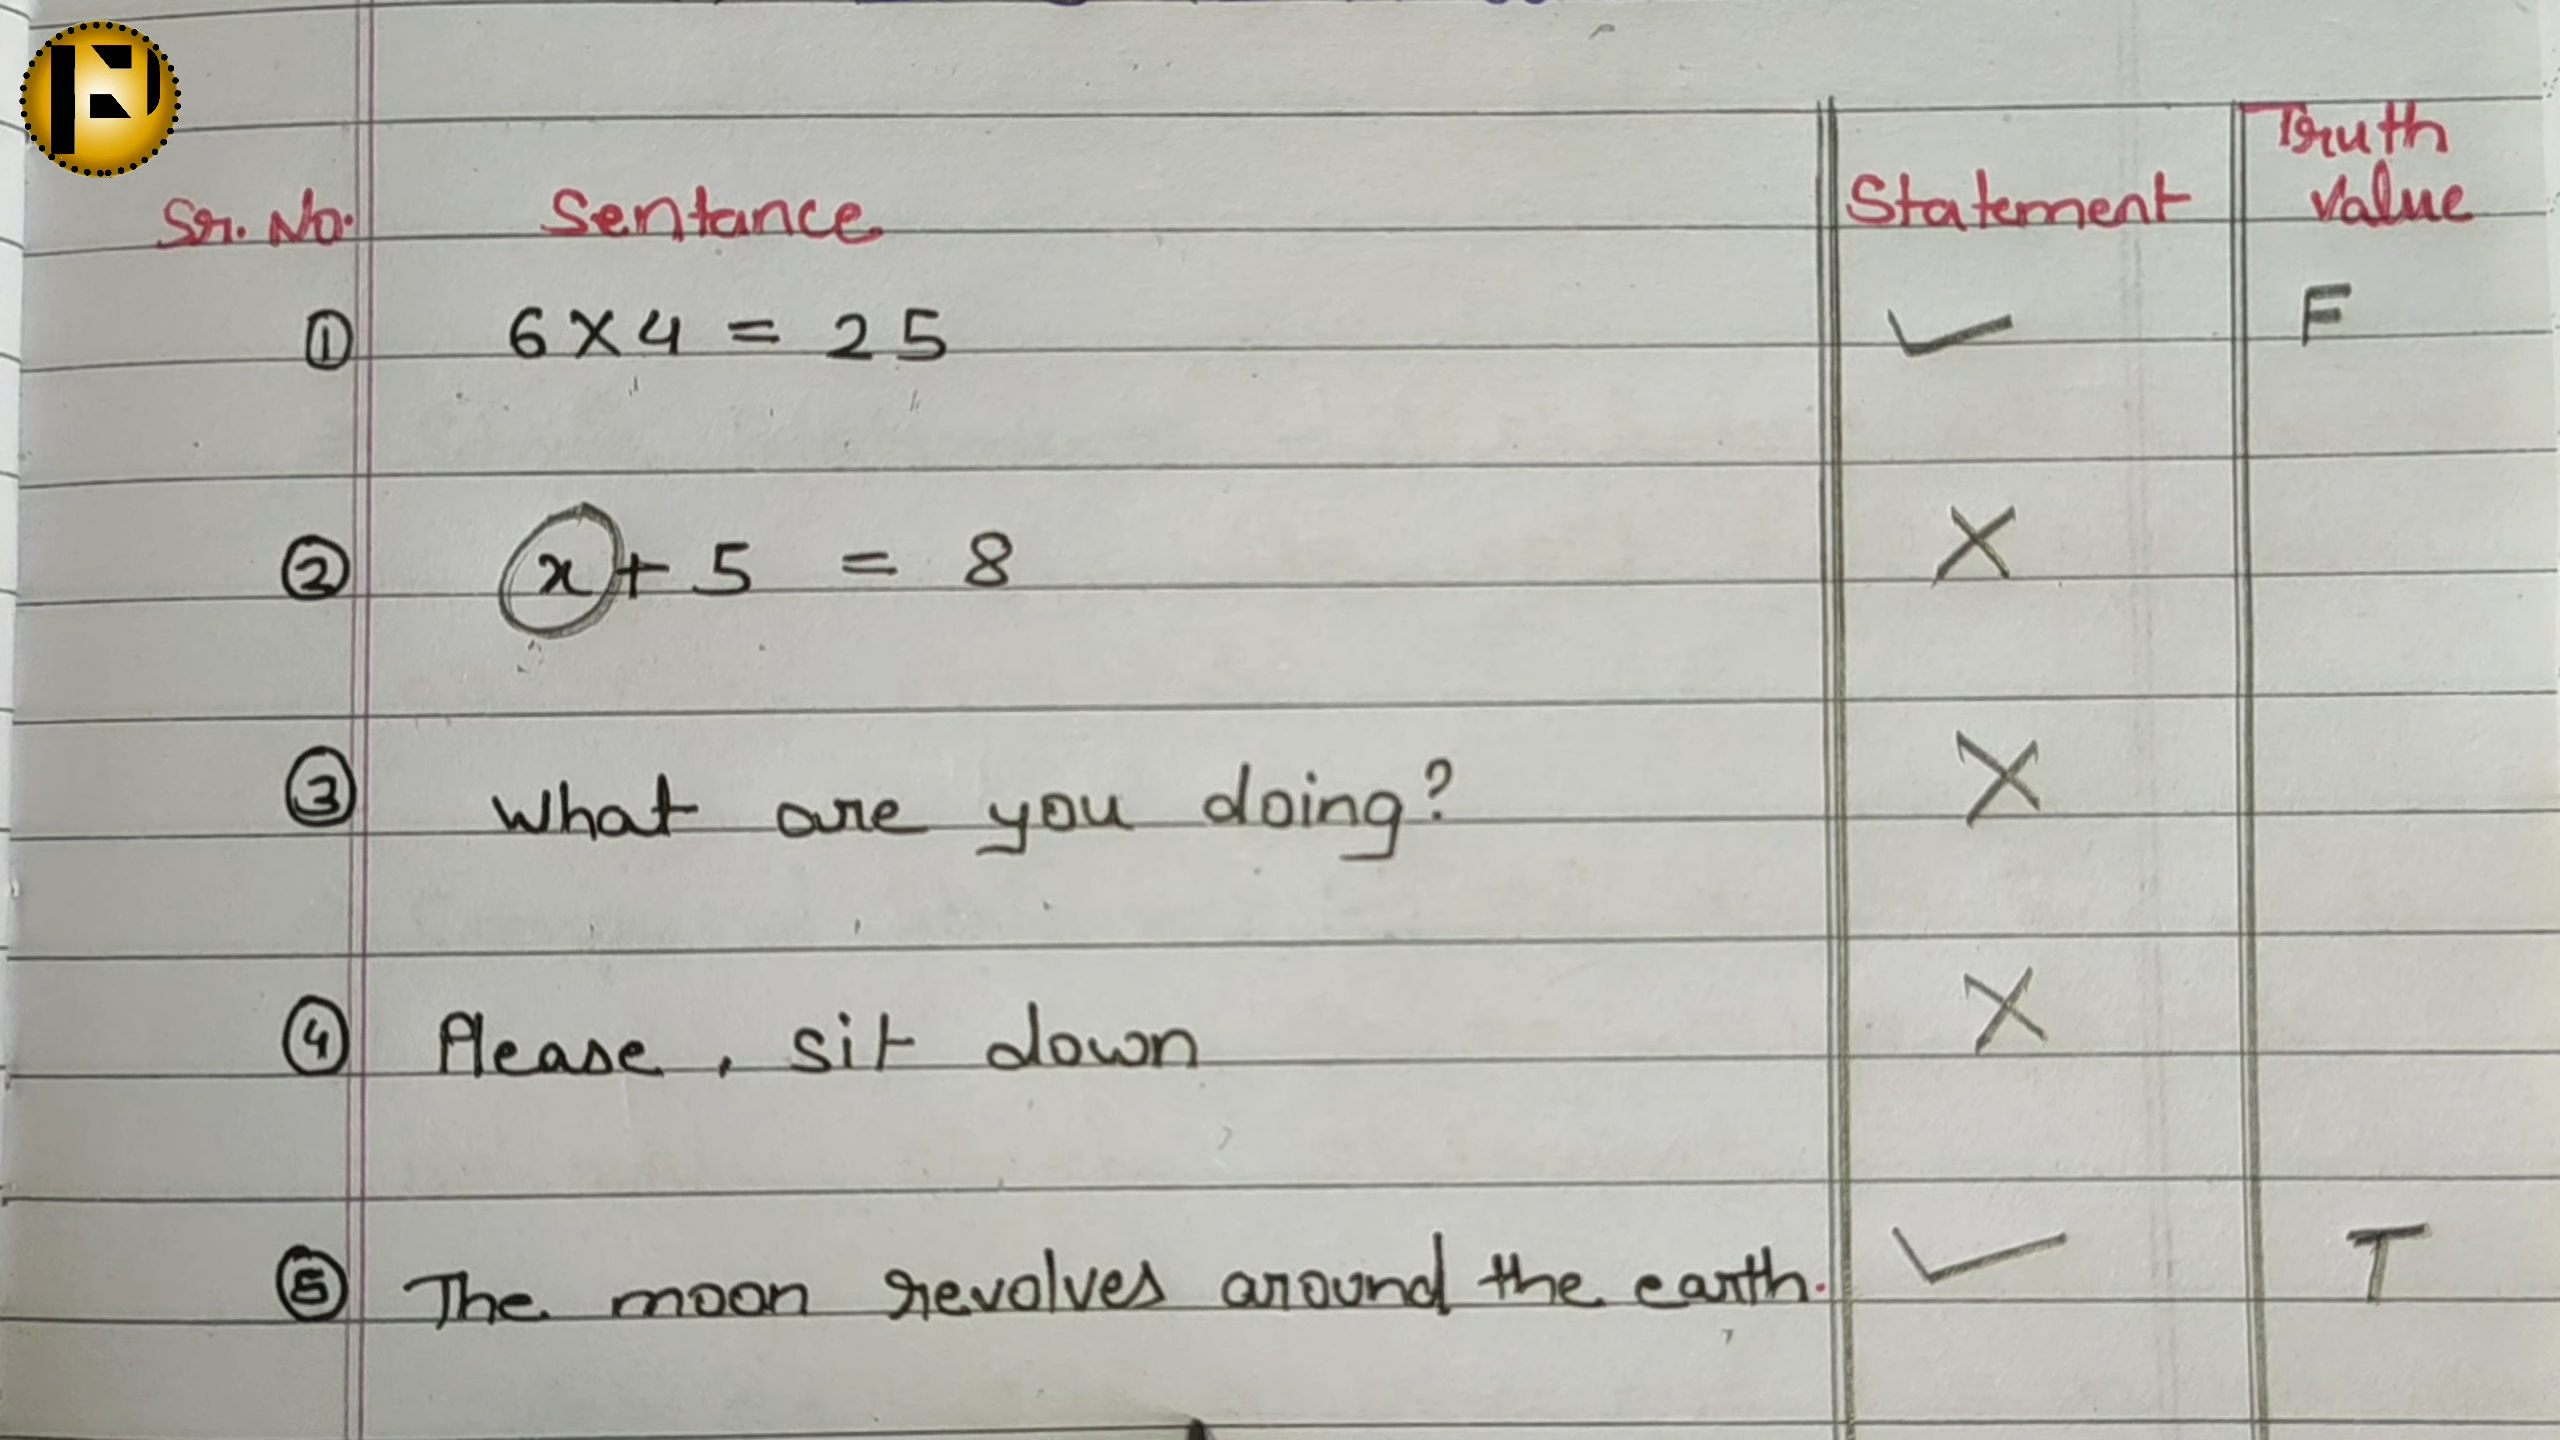 Sr. No. Sentance Statement Truth Value
① 6 × 4 = 25 ✓ F
② x + 5 = 8 ✗
③ What are you doing? ✗
④ Please, sit down ✗
⑤ The moon revolves around the earth. ✓ T